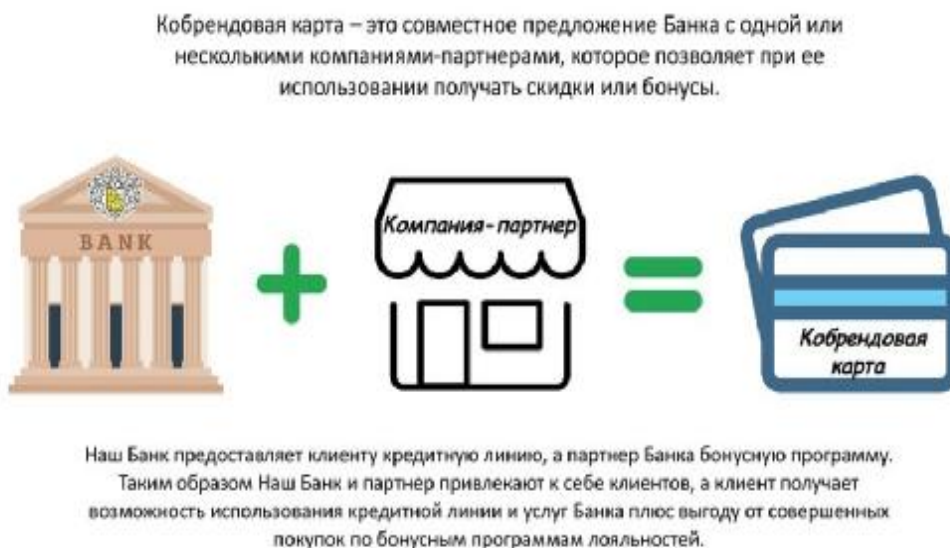 Кобрендовая карта – это совместное предложение Банка с одной или
несколькими компаниями-партнерами, которое позволяет при ее
использовании получать скидки или бонусы.
BANK
Компания-партнер
Кобрендовая
карта
Наш Банк предоставляет клиенту кредитную линию, а партнер Банка бонусную программу.
Таким образом Наш Банк и партнер привлекают к себе клиентов, а клиент получает
возможность использования кредитной линии и услуг Банка плюс выгоду от совершенных
покупок по бонусным программам лояльностей.